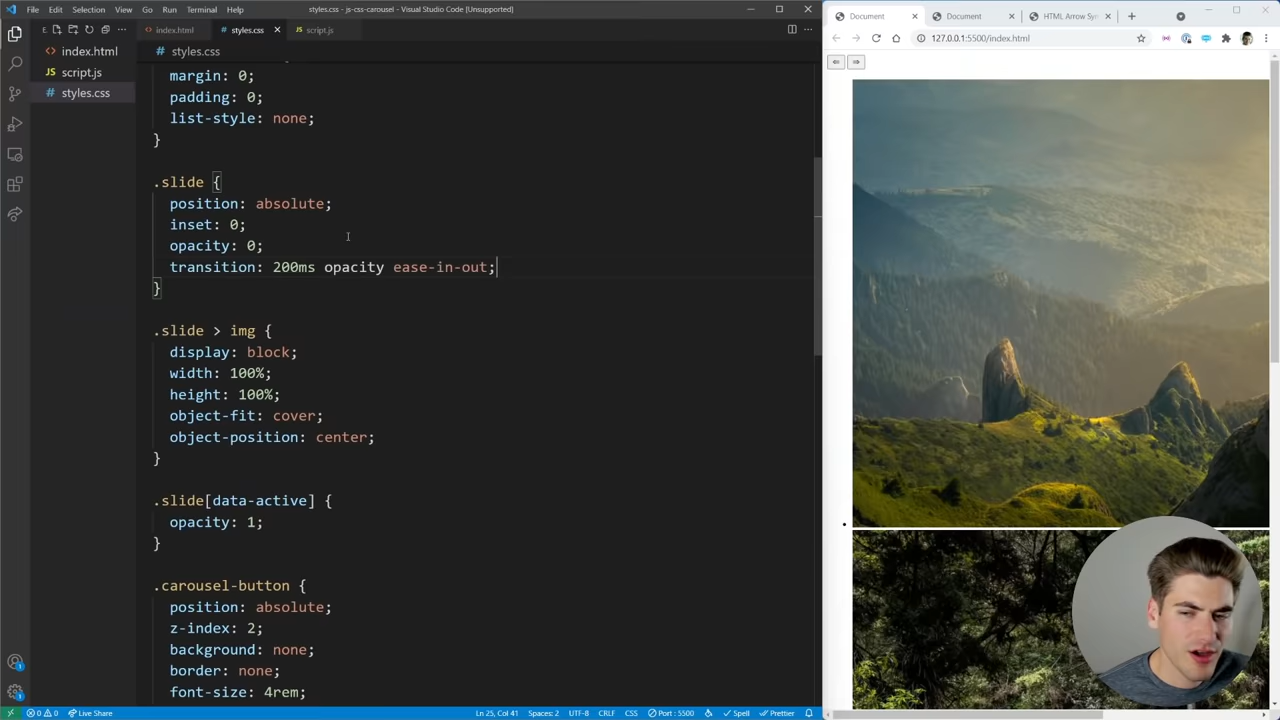 File Edit Selection View Go Run Terminal Help
styles.css - js-css-carousel - Visual Studio Code [Unsupported]
Document
Document
HTML Arrow Sy
index.html
styles.css
script.js
127.0.0.1:5500/index.html
index.html
script.js
styles.css
styles.css
⇐ ⇒
margin: 0;
padding: 0;
list-style: none;
}
.slide {
position: absolute;
inset: 0;
opacity: 0;
transition: 200ms opacity ease-in-out;
}
.slide > img {
display: block;
width: 100%;
height: 100%;
object-fit: cover;
object-position: center;
}
.slide[data-active] {
opacity: 1;
}
.carousel-button {
position: absolute;
z-index: 2;
background: none;
border: none;
font-size: 4rem;
0 0 Live Share Ln 25, Col 41 Spaces: 2 UTF-8 CRLF CSS Port : 5500 Spell Prettier